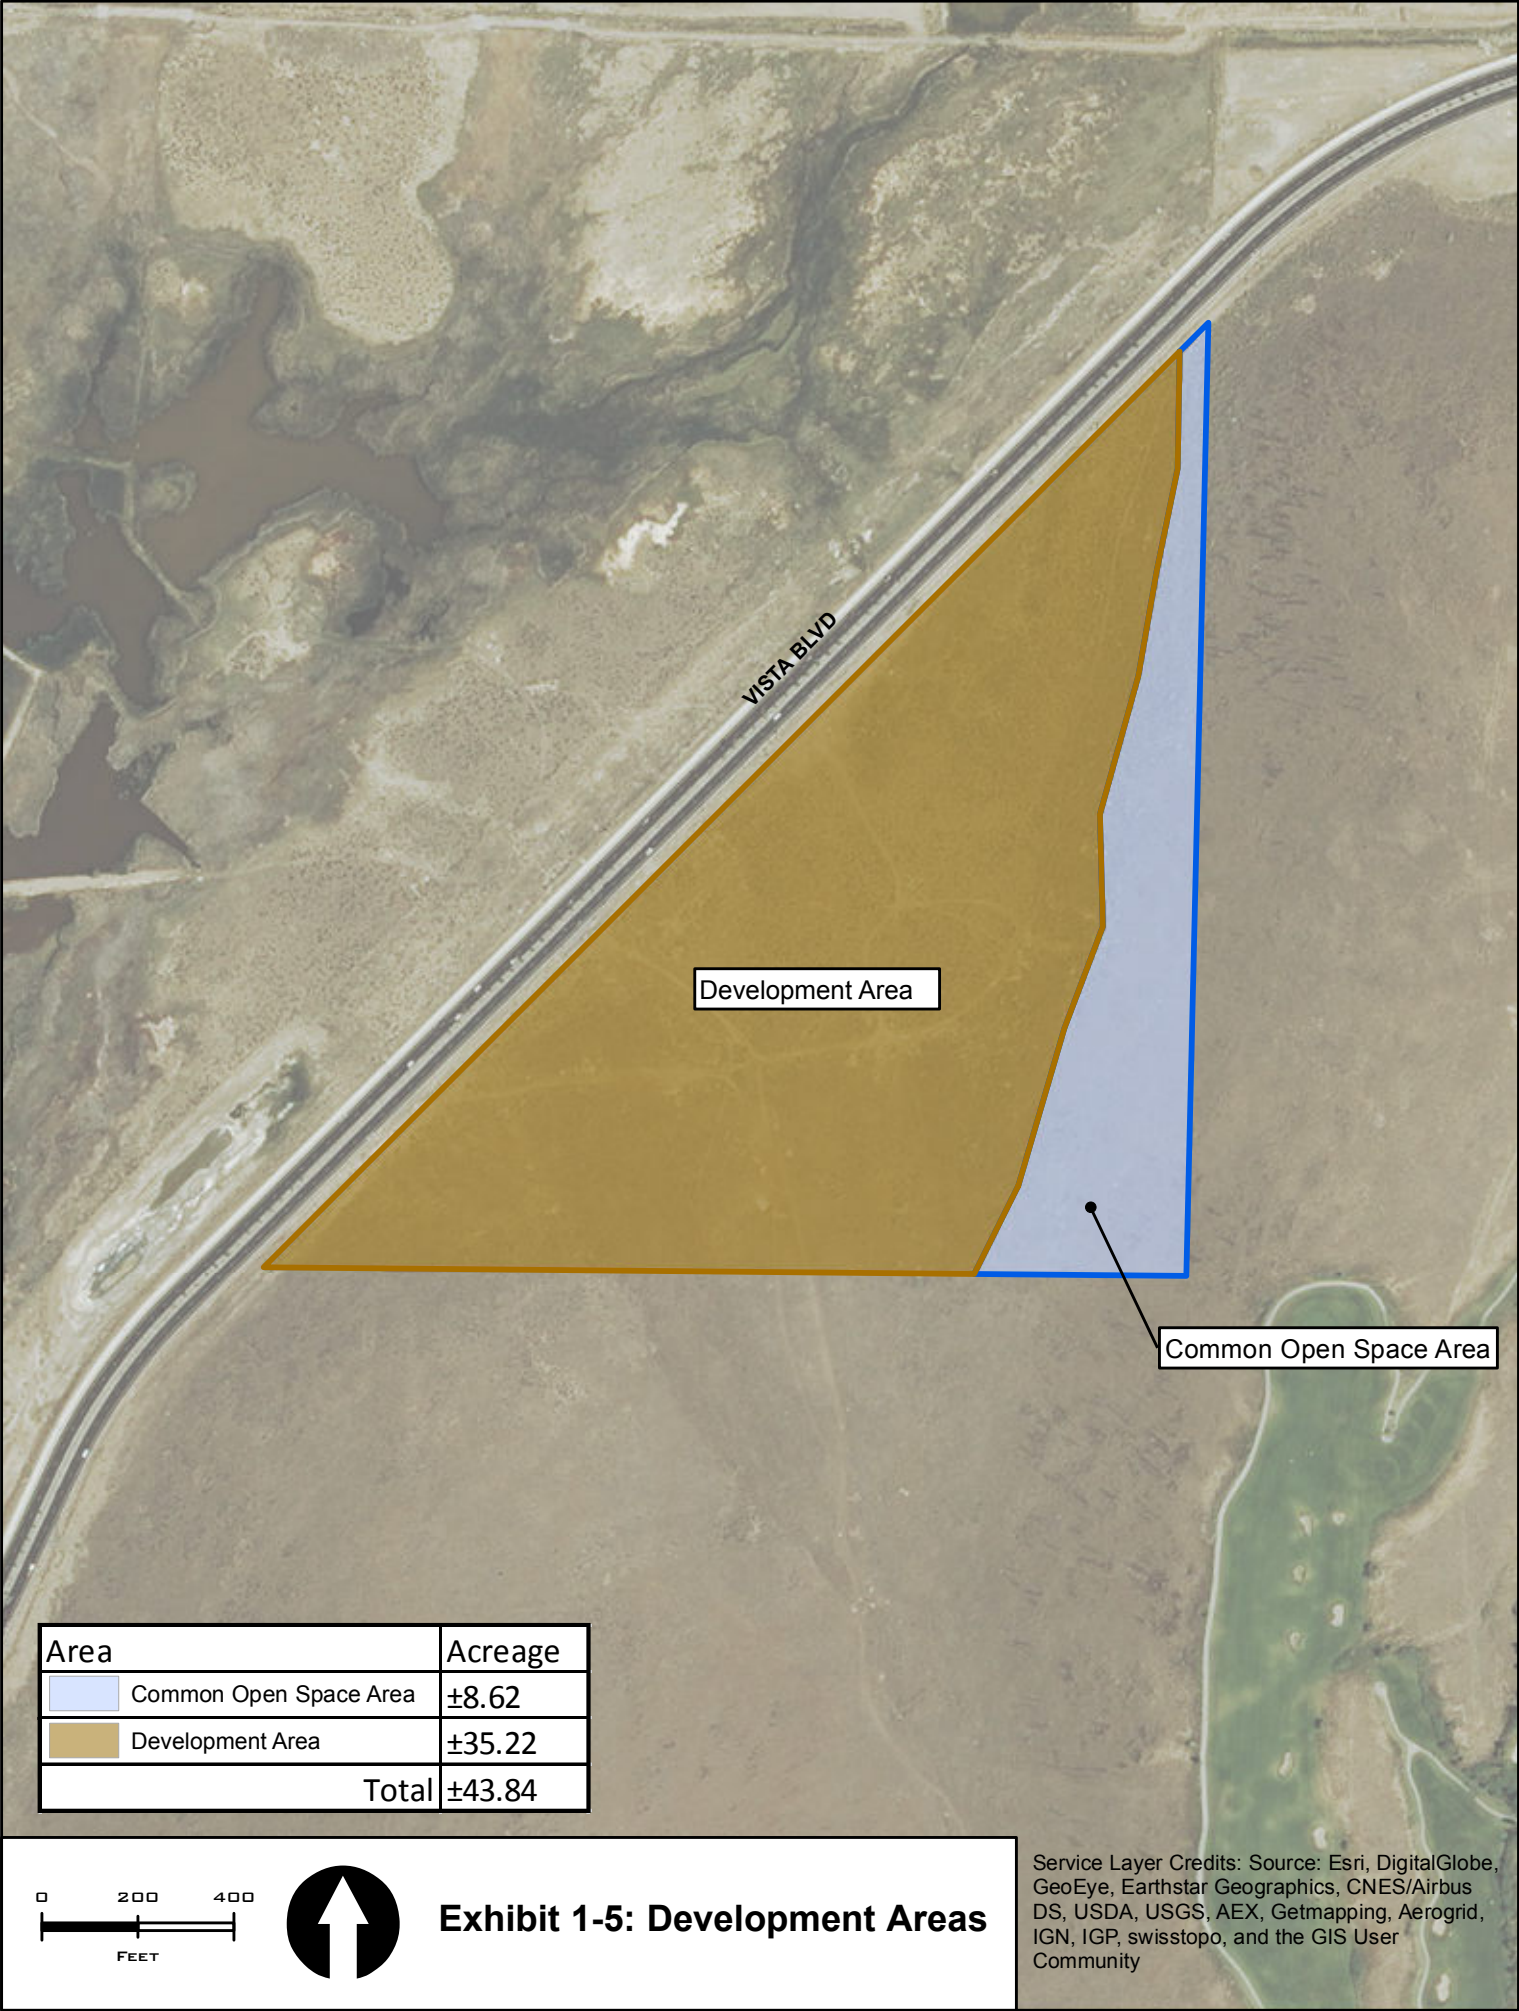 VISTA BLVD
Development Area
Common Open Space Area
Area Acreage
Common Open Space Area ±8.62
Development Area ±35.22
Total ±43.84
0 200 400
FEET
Exhibit 1-5: Development Areas
Service Layer Credits: Source: Esri, DigitalGlobe,
GeoEye, Earthstar Geographics, CNES/Airbus
DS, USDA, USGS, AEX, Getmapping, Aerogrid,
IGN, IGP, swisstopo, and the GIS User
Community